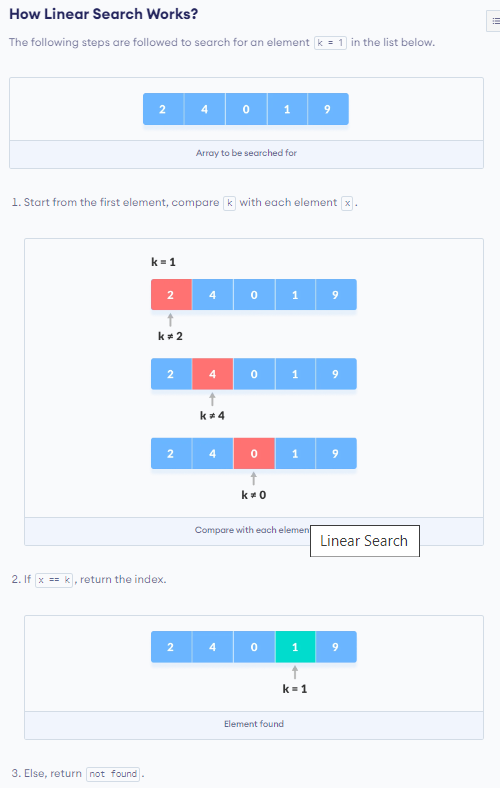 How Linear Search Works?
The following steps are followed to search for an element k = 1 in the list below.
2 4 0 1 9
Array to be searched for
1. Start from the first element, compare k with each element x.
k = 1
2 4 0 1 9
k ≠ 2
2 4 0 1 9
k ≠ 4
2 4 0 1 9
k ≠ 0
Compare with each elemen
Linear Search
2. If x == k, return the index.
2 4 0 1 9
k = 1
Element found
3. Else, return not found.